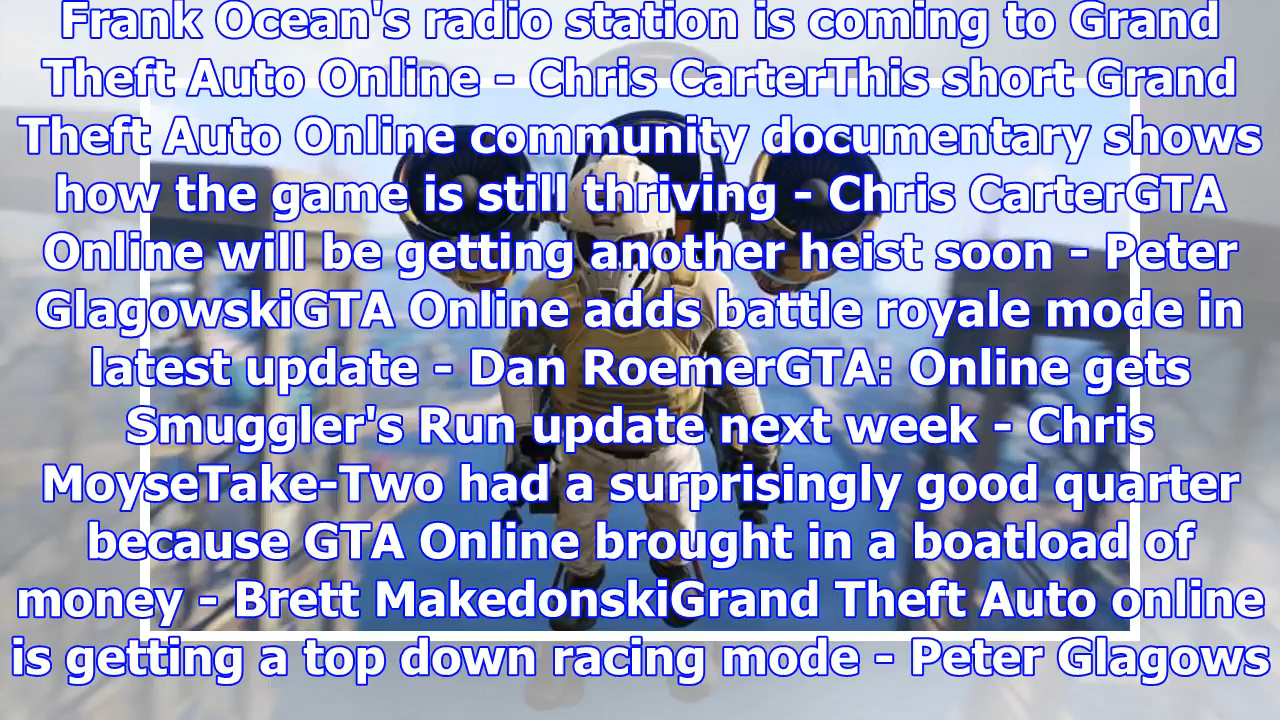 Frank Ocean's radio station is coming to Grand
Theft Auto Online - Chris CarterThis short Grand
Theft Auto Online community documentary shows
how the game is still thriving - Chris CarterGTA
Online will be getting another heist soon - Peter
GlagowskiGTA Online adds battle royale mode in
latest update - Dan RoemerGTA: Online gets
Smuggler's Run update next week - Chris
MoyseTake-Two had a surprisingly good quarter
because GTA Online brought in a boatload of
money - Brett MakedonskiGrand Theft Auto online
is getting a top down racing mode - Peter Glagows